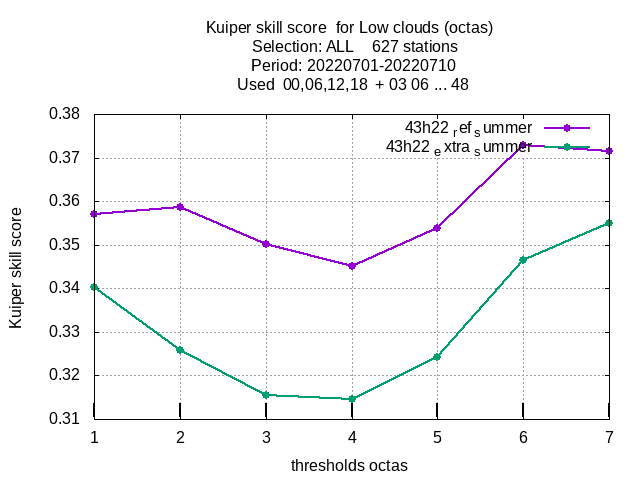 Kuiper skill score  for Low clouds (octas)
Selection: ALL    627 stations
Period: 20220701-20220710
Used  00,06,12,18  + 03 06 ... 48
0.38
43h22 ref summer
43h22 extra summer
0.37
0.36
0.35
0.34
0.33
0.32
0.31
Kuiper skill score
1 2 3 4 5 6 7
thresholds octas